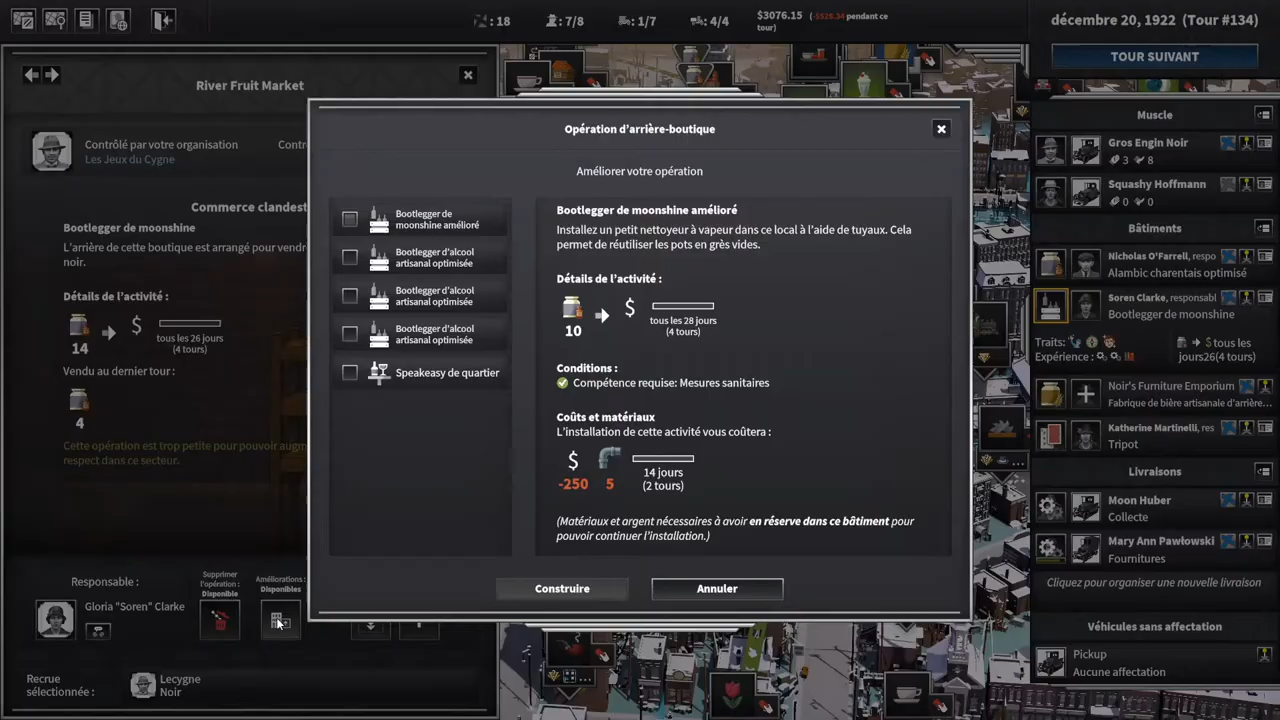 : 18
: 7/8
: 1/7
: 4/4
$3076.15
(-$528.34 pendant ce
tour)
décembre 20, 1922 (Tour #134)
TOUR SUIVANT
River Fruit Market
Contrôlé par votre organisation
Contr
Les Jeux du Cygne
Commerce clandest
Bootlegger de moonshine
L'arrière de cette boutique est arrangé pour vendr
noir.
Détails de l'activité :
14
$
tous les 26 jours
(4 tours)
Vendu au dernier tour :
4
Cette opération est trop petite pour pouvoir augm
respect dans ce secteur.
Responsable :
Gloria "Soren" Clarke
Supprimer
l'opération :
Disponible
Améliorations :
Disponibles
Recrue
sélectionnée :
Lecygne
Noir
Opération d'arrière-boutique
Améliorer votre opération
Bootlegger de
moonshine amélioré
Bootlegger d'alcool
artisanal optimisée
Bootlegger d'alcool
artisanal optimisée
Bootlegger d'alcool
artisanal optimisée
Speakeasy de quartier
Bootlegger de moonshine amélioré
Installez un petit nettoyeur à vapeur dans ce local à l'aide de tuyaux. Cela
permet de réutiliser les pots en grès vides.
Détails de l'activité :
10
$
tous les 28 jours
(4 tours)
Conditions :
Compétence requise: Mesures sanitaires
Coûts et matériaux
L'installation de cette activité vous coûtera :
$
-250
5
14 jours
(2 tours)
(Matériaux et argent nécessaires à avoir en réserve dans ce bâtiment pour
pouvoir continuer l'installation.)
Construire
Annuler
Muscle
Gros Engin Noir
3
8
Squashy Hoffmann
0
0
Bâtiments
Nicholas O'Farrell, respo
Alambic charentais optimisé
Soren Clarke, responsabl
Bootlegger de moonshine
Traits:
Expérience:
$ tous les
jours26(4 tours)
Noir's Furniture Emporium
Fabrique de bière artisanale d'arrière...
Katherine Martinelli, res
Tripot
Livraisons
Moon Huber
Collecte
Mary Ann Pawłowski
Fournitures
Cliquez pour organiser une nouvelle livraison
Véhicules sans affectation
Pickup
Aucune affectation